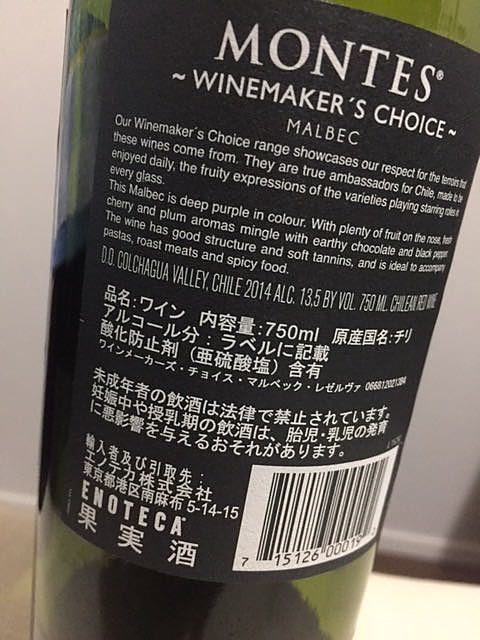 MONTES®
~ WINEMAKER´S CHOICE ~
MALBEC
Our Winemaker´s Choice range showcases our respect for the terroirs that
these wines come from. They are true ambassadors for Chile, made to be
enjoyed daily, the fruity expressions of the varieties playing starring roles in
every glass.
This Malbec is deep purple in colour. With plenty of fruit on the nose, fresh
cherry and plum aromas mingle with earthy chocolate and black pepper.
The wine has good structure and soft tannins, and is ideal to accompany
pastas, roast meats and spicy food.
D.O. COLCHAGUA VALLEY, CHILE 2014 ALC. 13.5 BY VOL. 750 ML. CHILEAN RED WINE
品名:ワイン 内容量:750ml 原産国名:チリ
アルコール分:ラベルに記載
酸化防止剤(亜硫酸塩)含有
ワインメーカーズ・チョイス・マルベック・レゼルヴァ 066812021384
未成年者の飲酒は法律で禁止されています。
妊娠中や授乳期の飲酒は、胎児・乳児の発育
に悪影響を与えるおそれがあります。
輸入者及び引取先:
エノテカ株式会社
東京都港区南麻布5-14-15
ENOTECA
果実酒
7 15126 00019